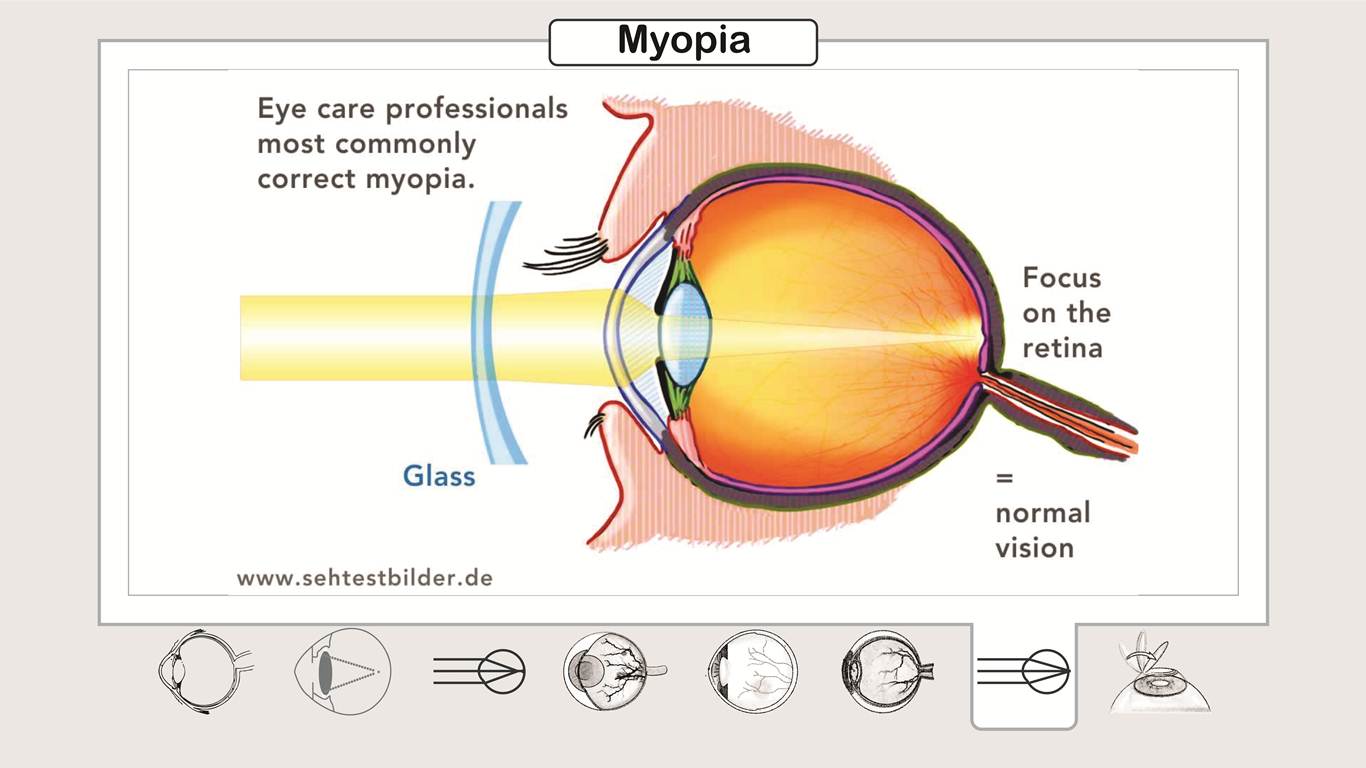 Myopia
Eye care professionals
most commonly
correct myopia.
Focus
on the
retina
Glass
=
normal
vision
www.sehtestbilder.de